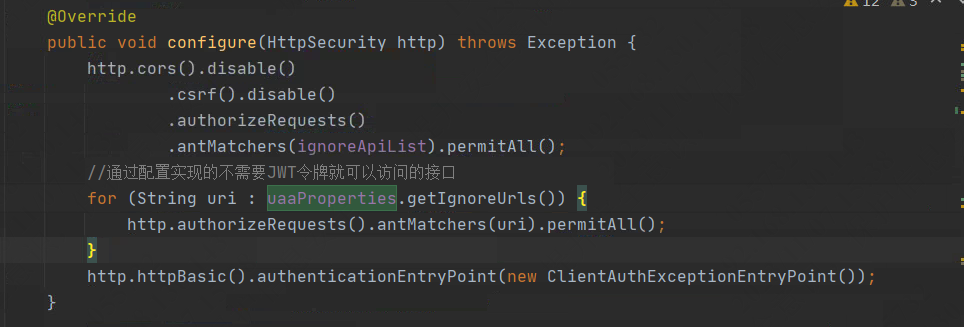 12 3
@Override
public void configure(HttpSecurity http) throws Exception {
http.cors().disable()
.csrf().disable()
.authorizeRequests()
.antMatchers(ignoreApiList).permitAll();
//通过配置实现的不需要JWT令牌就可以访问的接口
for (String uri : uaaProperties.getIgnoreUrls()) {
http.authorizeRequests().antMatchers(uri).permitAll();
}
http.httpBasic().authenticationEntryPoint(new ClientAuthExceptionEntryPoint());
}